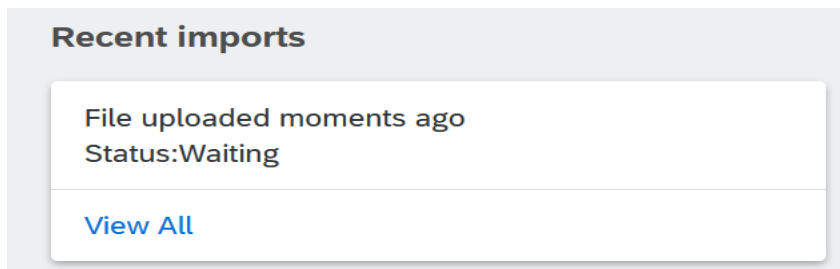 Recent imports
File uploaded moments ago
Status:Waiting
View All